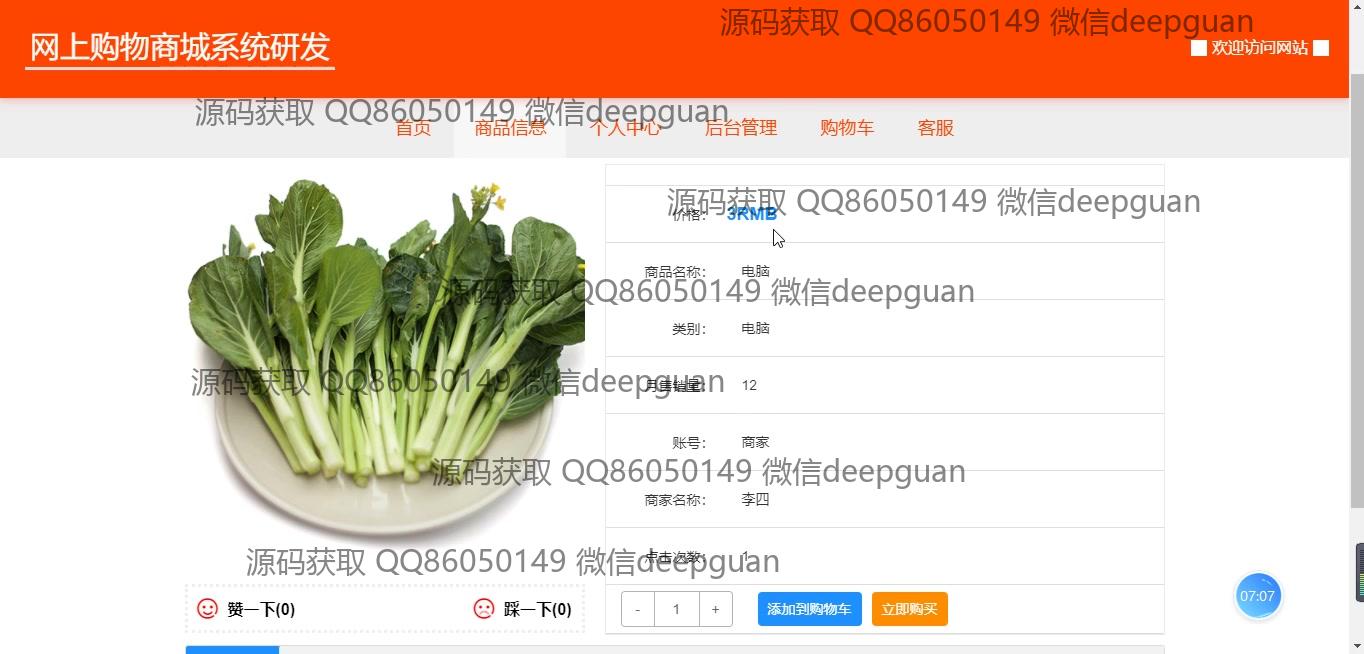 源码获取 QQ86050149 微信deepguan
网上购物商城系统研发
欢迎访问网站
源码获取 QQ86050149 微信deepguan
首页 商品信息 个人中心 后台管理 购物车 客服
源码获取 QQ86050149 微信deepguan
价格： 3RMB
商品名称： 电脑
源码获取 QQ86050149 微信deepguan
类别： 电脑
源码获取 QQ86050149 微信deepguan
月售销量： 12
账号： 商家
源码获取 QQ86050149 微信deepguan
商家名称： 李四
源码获取 QQ86050149 微信deepguan
点击次数： 1
赞一下(0) 踩一下(0)
- 1 + 添加到购物车 立即购买
07:07